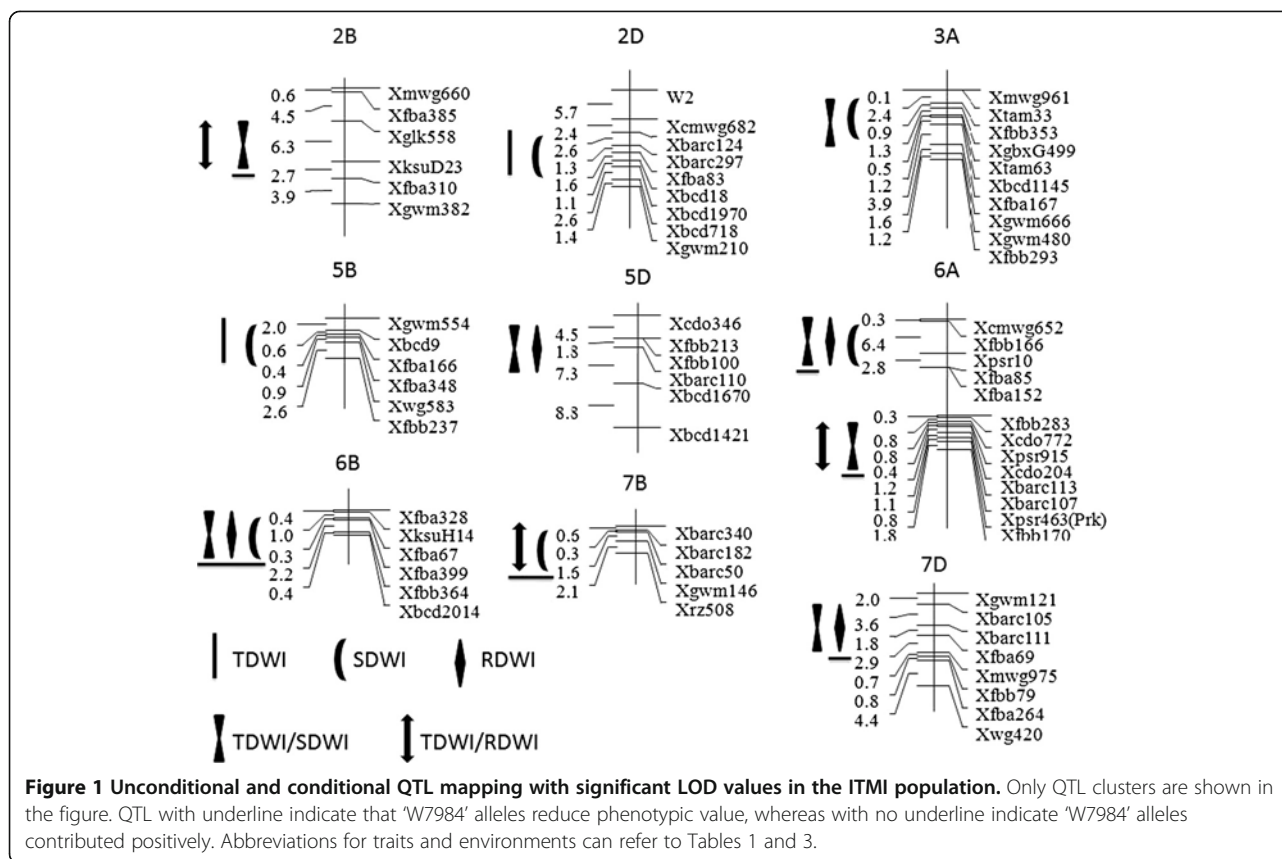 2B
0.6
4.5
6.3
2.7
3.9
Xmwg660
Xfba385
Xglk558
XksuD23
Xfba310
Xgwm382
2D
5.7
2.4
2.6
1.3
1.6
1.1
2.6
1.4
W2
Xcmwg682
Xbarc124
Xbarc297
Xfba83
Xbcd18
Xbcd1970
Xbcd718
Xgwm210
3A
0.1
2.4
0.9
1.3
0.5
1.2
3.9
1.6
1.2
Xmwg961
Xtam33
Xfbb353
XgbxG499
Xtam63
Xbcd1145
Xfba167
Xgwm666
Xgwm480
Xfbb293
5B
2.0
0.6
0.4
0.9
2.6
Xgwm554
Xbcd9
Xfba166
Xfba348
Xwg583
Xfbb237
5D
4.5
1.8
7.3
8.8
Xcdo346
Xfbb213
Xfbb100
Xbarc110
Xbcd1670
Xbcd1421
6A
0.3
6.4
2.8
Xcmwg652
Xfbb166
Xpsr10
Xfba85
Xfba152
0.3
0.8
0.8
0.4
1.2
1.1
0.8
1.8
Xfbb283
Xcdo772
Xpsr915
Xcdo204
Xbarc113
Xbarc107
Xpsr463(Prk)
Xfbb170
6B
0.4
1.0
0.3
2.2
0.4
Xfba328
XksuH14
Xfba67
Xfba399
Xfbb364
Xbcd2014
7B
0.6
0.3
1.6
2.1
Xbarc340
Xbarc182
Xbarc50
Xgwm146
Xrz508
7D
2.0
3.6
1.8
2.9
0.7
0.8
4.4
Xgwm121
Xbarc105
Xbarc111
Xfba69
Xmwg975
Xfbb79
Xfba264
Xwg420
TDWI SDWI RDWI
TDWI/SDWI TDWI/RDWI
Figure 1 Unconditional and conditional QTL mapping with significant LOD values in the ITMI population. Only QTL clusters are shown in
the figure. QTL with underline indicate that 'W7984' alleles reduce phenotypic value, whereas with no underline indicate 'W7984' alleles
contributed positively. Abbreviations for traits and environments can refer to Tables 1 and 3.